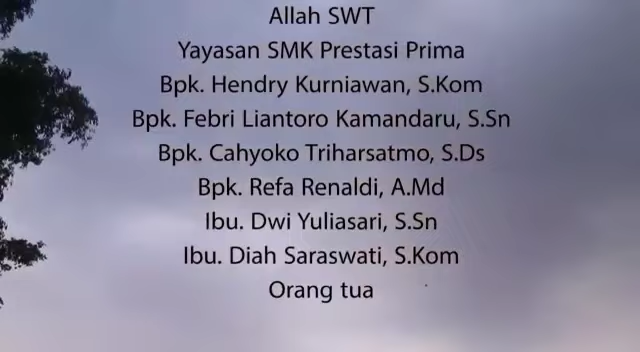 Allah SWT
Yayasan SMK Prestasi Prima
Bpk. Hendry Kurniawan, S.Kom
Bpk. Febri Liantoro Kamandaru, S.Sn
Bpk. Cahyoko Triharsatmo, S.Ds
Bpk. Refa Renaldi, A.Md
Ibu. Dwi Yuliasari, S.Sn
Ibu. Diah Saraswati, S.Kom
Orang tua